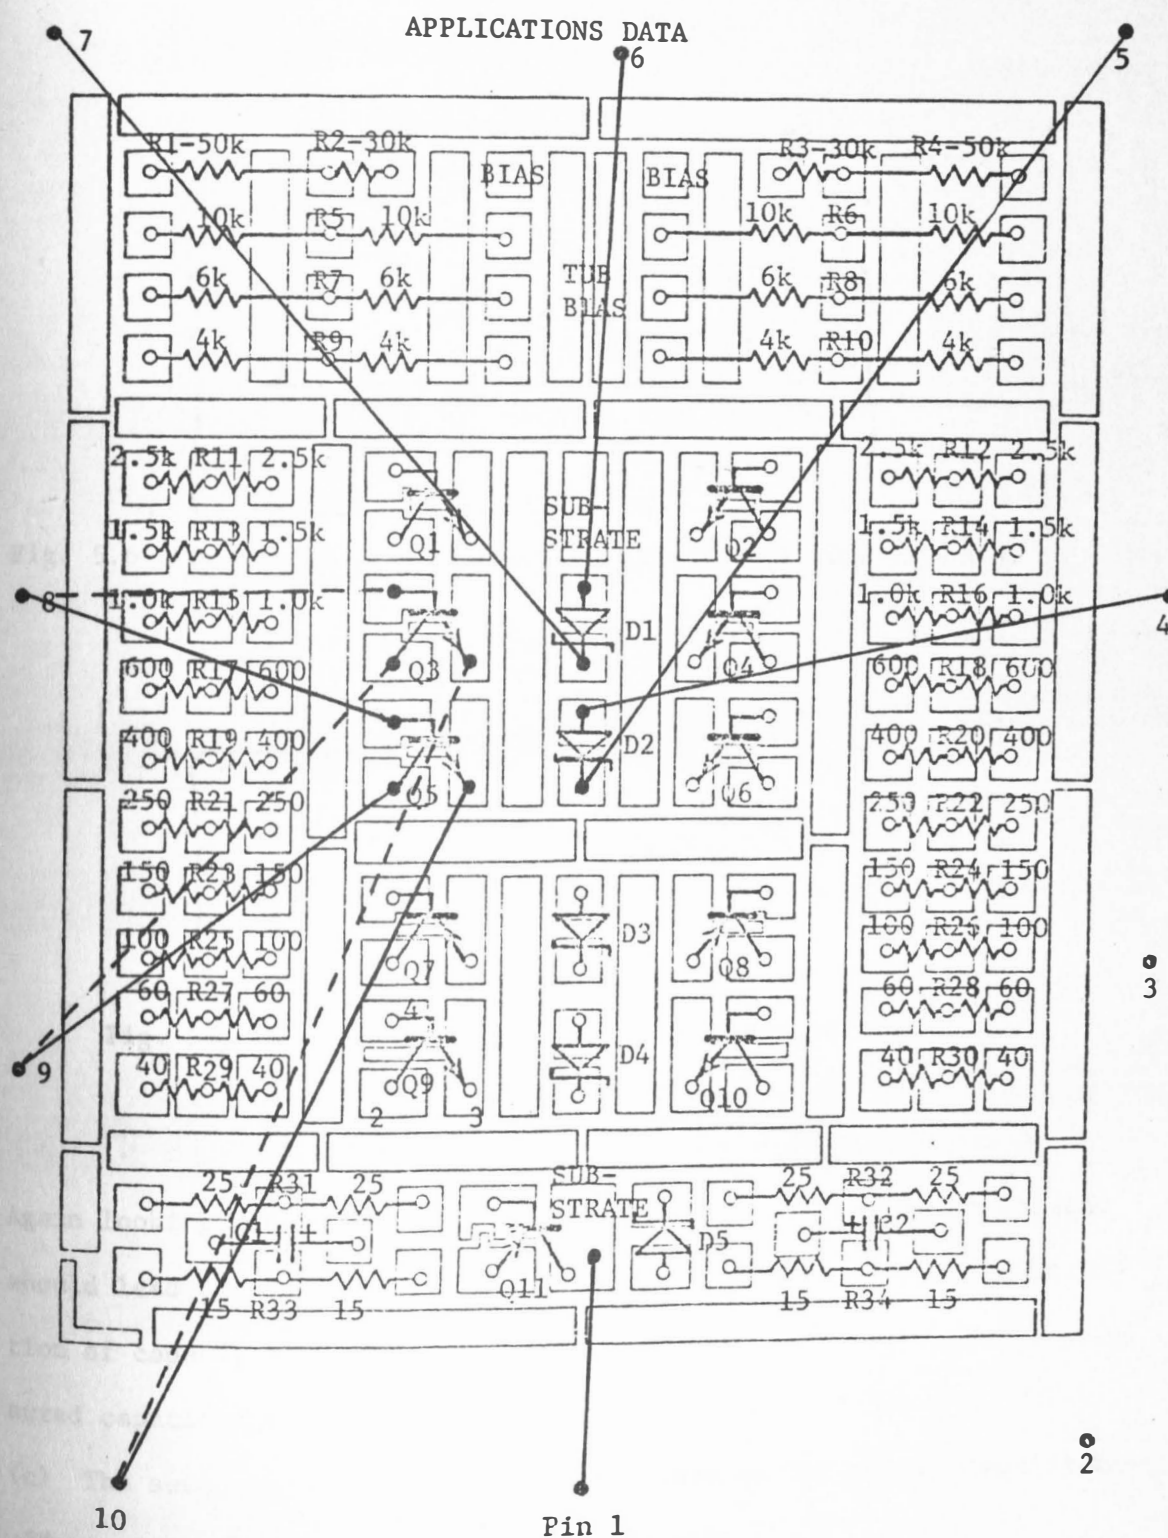 APPLICATIONS DATA
7 6 5
R1-50k R2-30k R3-30k R4-50k
BIAS BIAS
10k R5 10k 10k R6 10k
6k R7 6k TUB 6k R8 6k
BIAS
4k R9 4k 4k R10 4k
2.5k R11 2.5k 2.5k R12 2.5k
SUB-
1.5k R13 1.5k Q1 STRATE Q2 1.5k R14 1.5k
8 1.0k R15 1.0k 1.0k R16 1.0k
D1 4
600 R17 600 Q3 Q4 600 R18 600
400 R19 400 D2 400 R20 400
Q5 Q6
250 R21 250 250 R22 250
150 R23 150 150 R24 150
100 R25 100 D3 100 R26 100
Q7 Q8
3
60 R27 60 4 60 R28 60
9 40 R29 40 D4 40 R30 40
Q9 Q10
2 3
25 R31 25 SUB- 25 R32 25
STRATE
C1 + D5 + C2
Q11
15 R33 15 15 R34 15
2
10
Pin 1